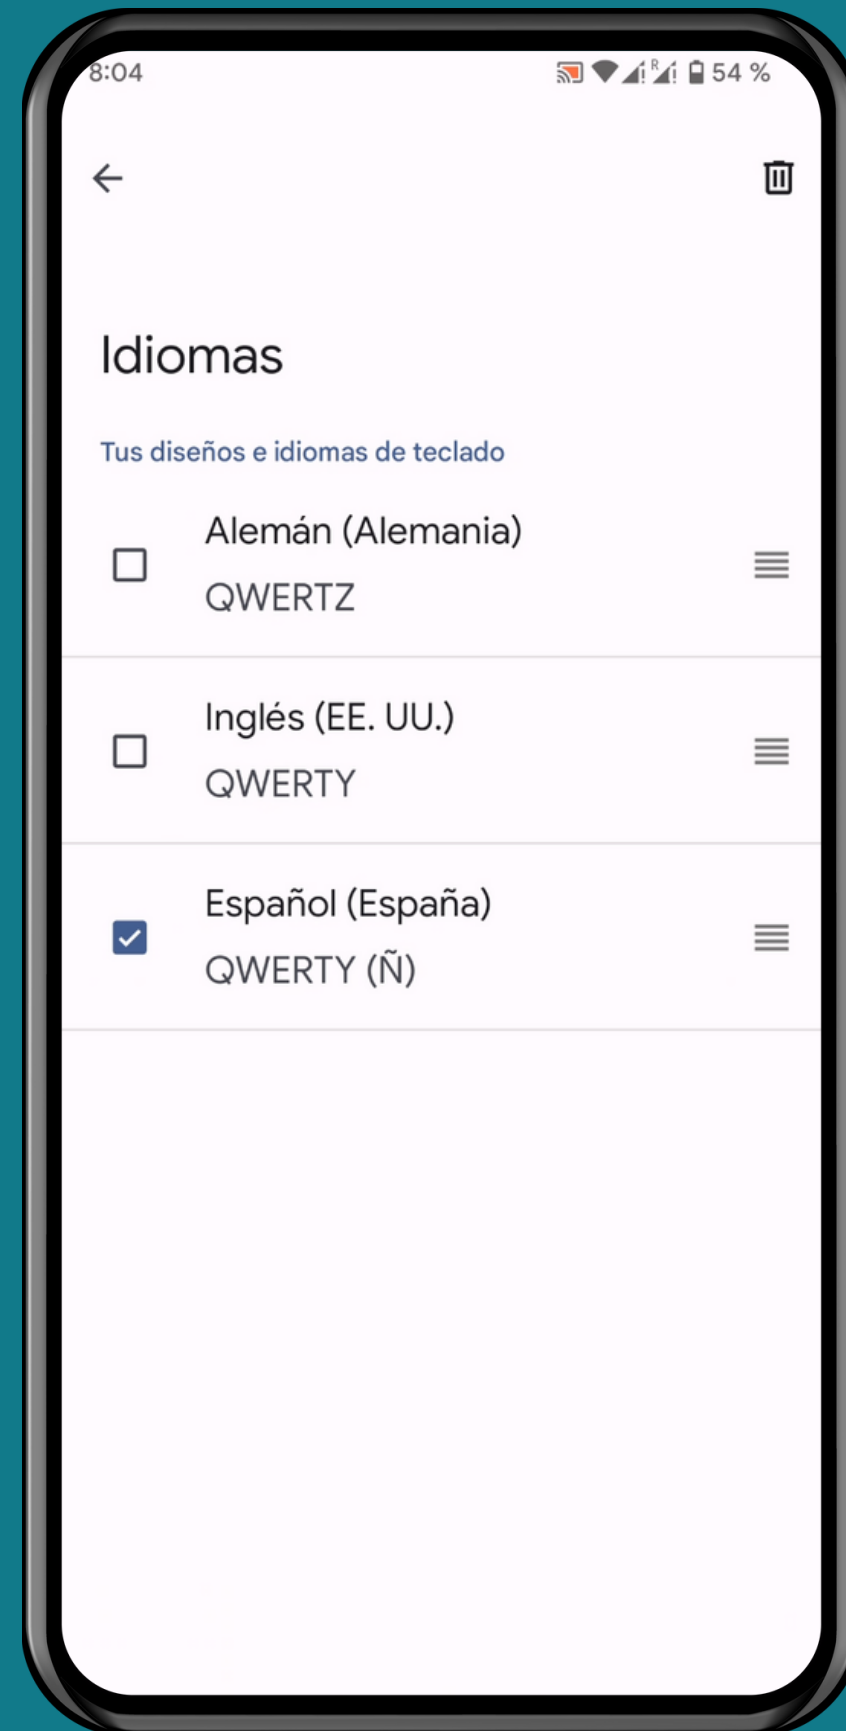 8:04
R
54 %
Idiomas
Tus diseños e idiomas de teclado
Alemán (Alemania)
QWERTZ
Inglés (EE. UU.)
QWERTY
Español (España)
QWERTY (Ñ)